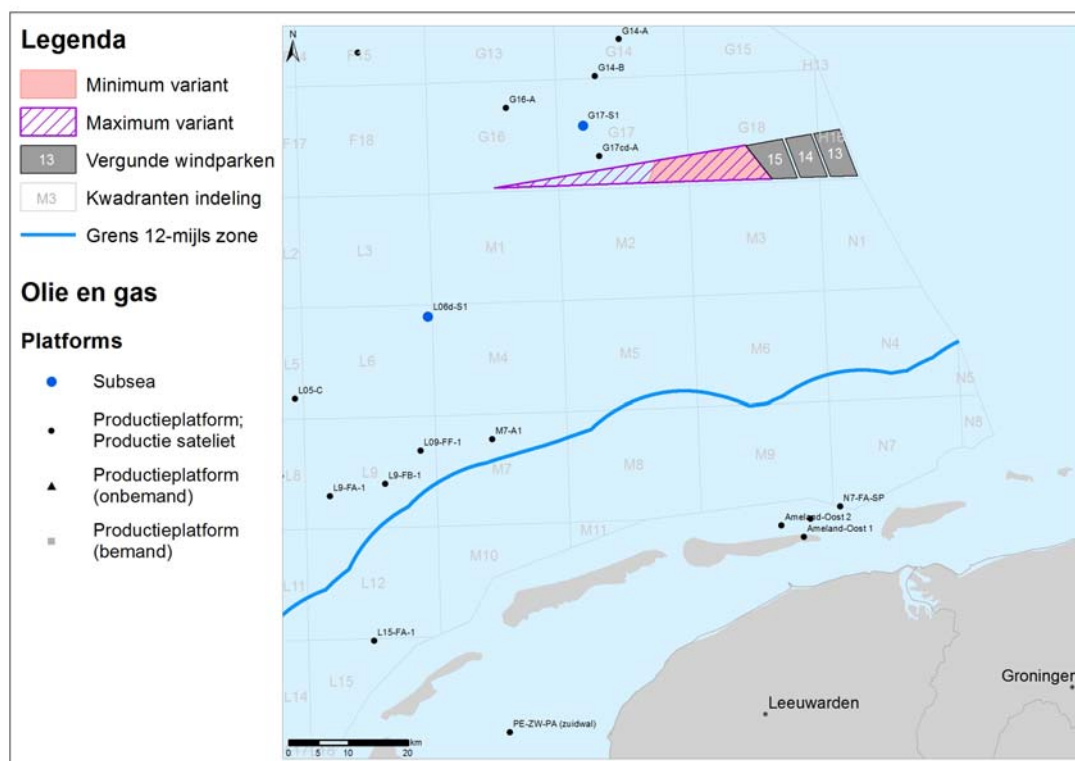 Legenda
Minimum variant
Maximum variant
13 Vergunde windparken
M3 Kwadranten indeling
Grens 12-mijls zone
Olie en gas
Platforms
Subsea
Productieplatform;
Productie sateliet
Productieplatform
(onbemand)
Productieplatform
(bemand)
N
G14-A
F15 G13 G14 G15
G14-B
H13
G16-A
G17-S1
F17 F18 G16 G17 G18
G17cd-A
15 14 13
L2 L3 M1 M2 M3 N1
L06d-S1
L5 L6 M4 M5 M6 N4
N5
L05-C
N8
M7-A1
L09-FF-1
L8 L9 M7 M8 M9 N7
L9-FB-1
L9-FA-1
N7-FA-SP
Ameland-Oost 2
Ameland-Oost 1
M11
M10
L11 L12
L15-FA-1
L15
L14
Groningen
Leeuwarden
PE-ZW-PA (zuidwal)
km
0 5 10 20